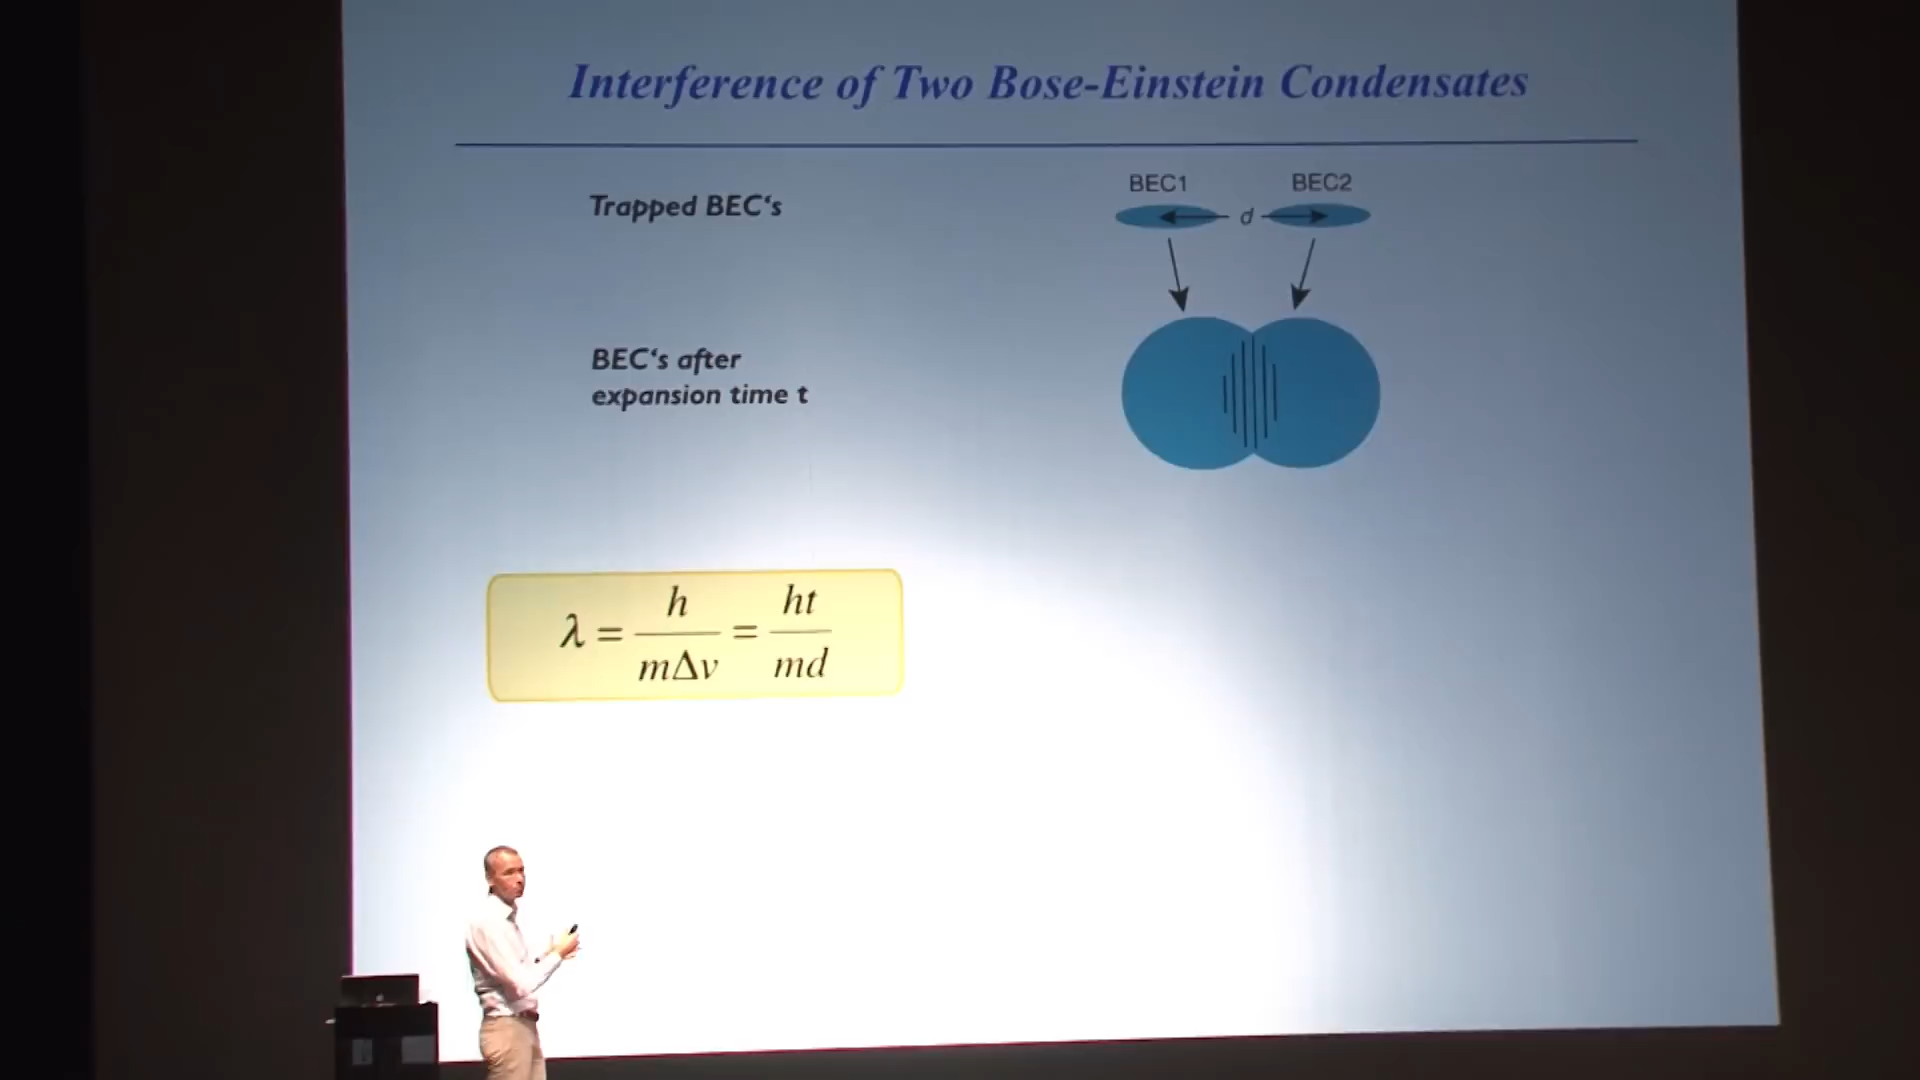 Interference of Two Bose-Einstein Condensates
Trapped BEC‘s
BEC1
BEC2
d
BEC‘s after
expansion time t
λ = h / mΔv = ht / md